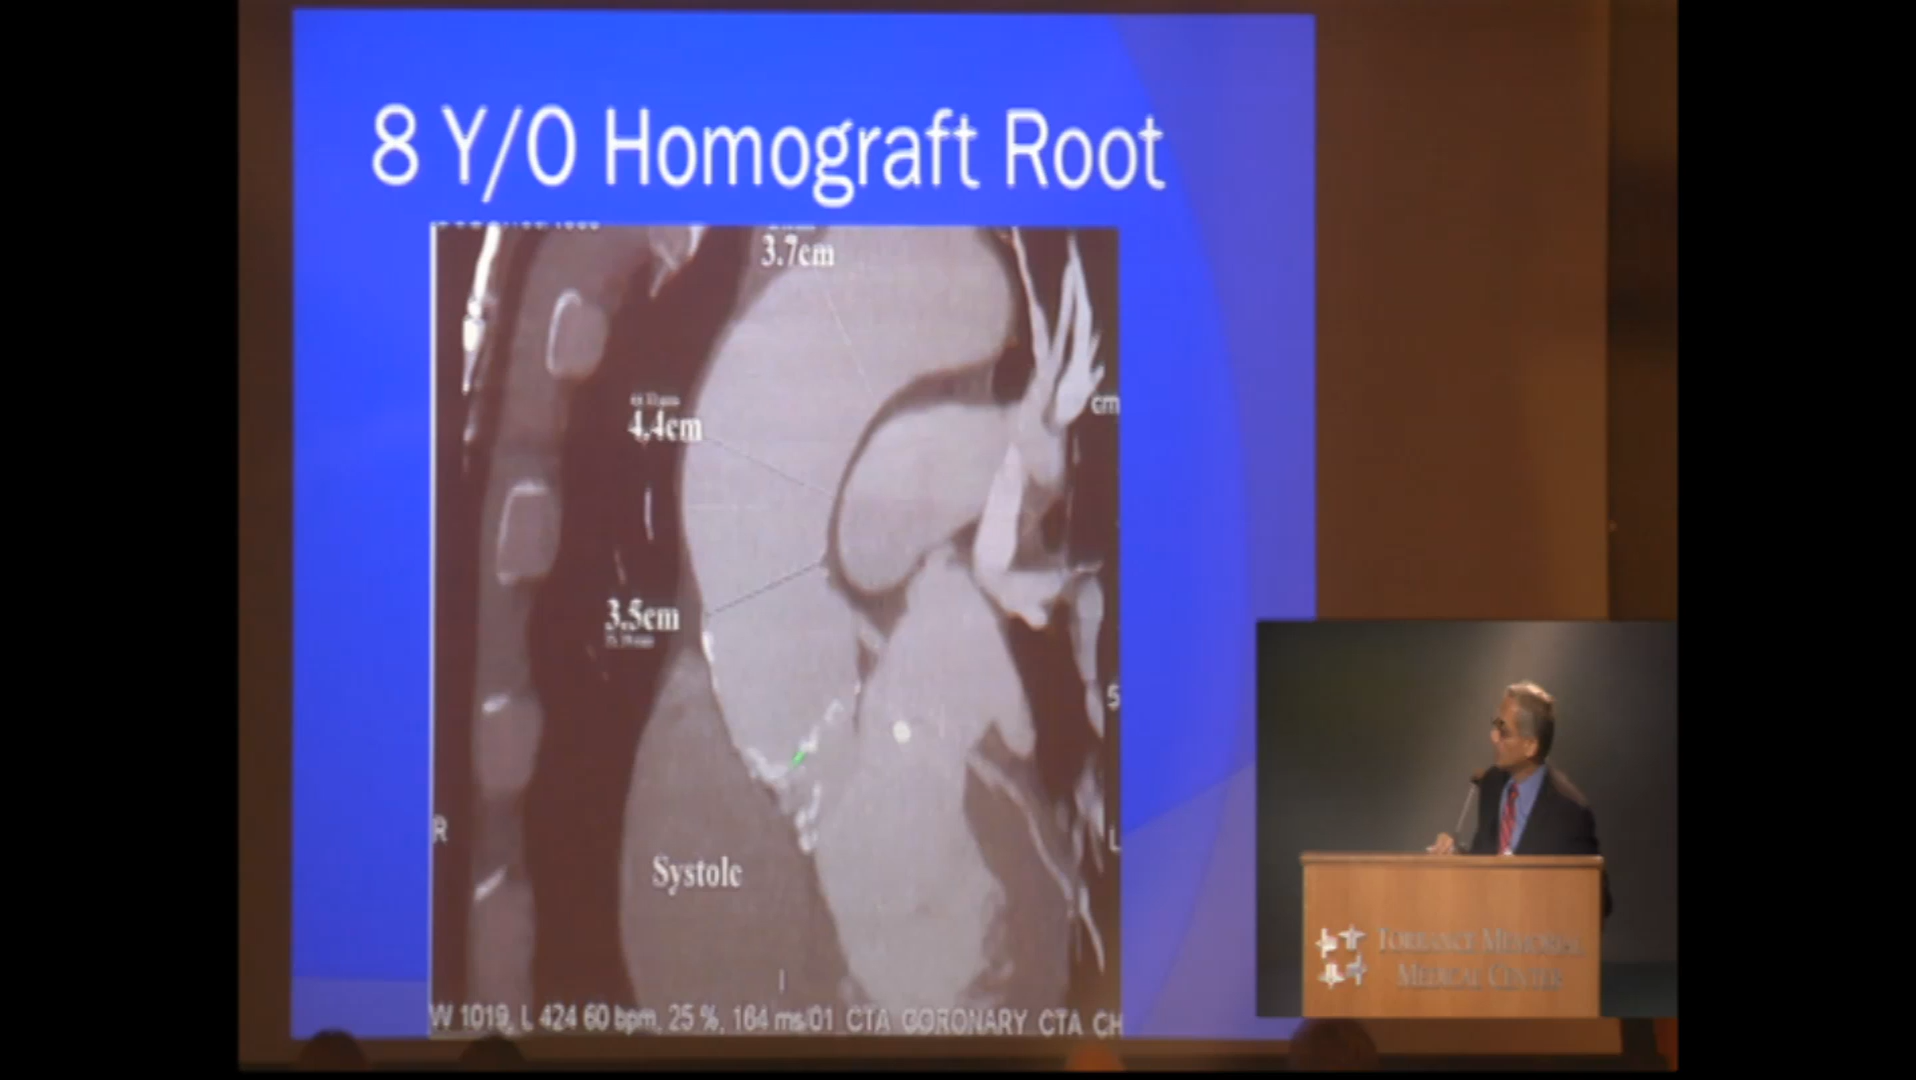 8 Y/O Homograft Root
3.7cm
4.4cm
cm
3.5cm
5
R
L
Systole
W 1019, L 424 60 bpm, 25 %, 164 ms/01 CTA CORONARY CTA CH
TORRANCE MEMORIAL
MEDICAL CENTER